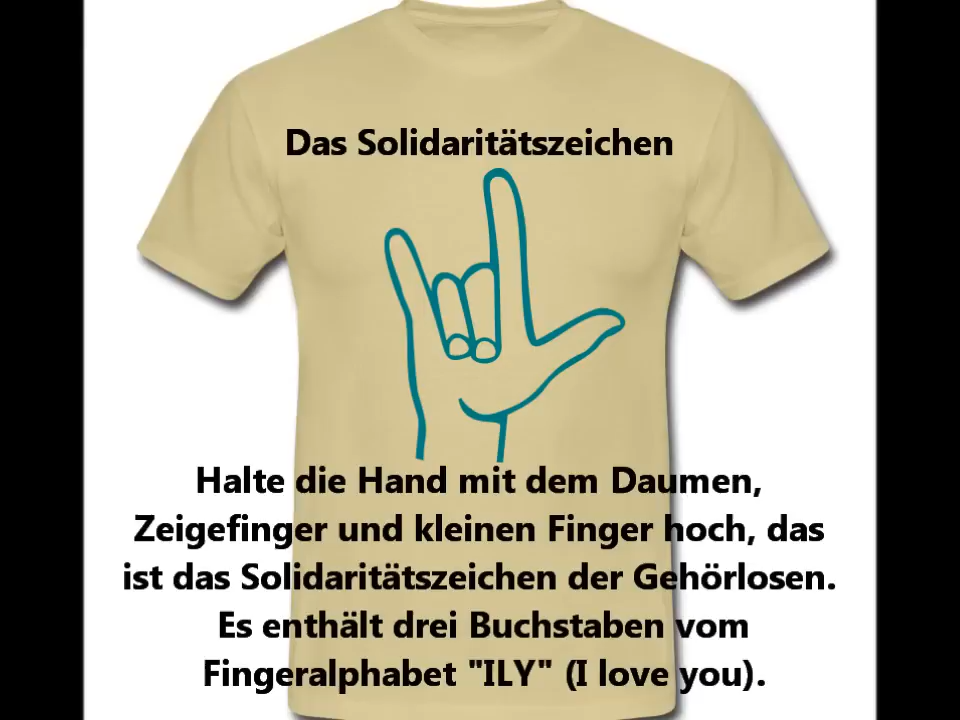 Das Solidaritätszeichen
Halte die Hand mit dem Daumen,
Zeigefinger und kleinen Finger hoch, das
ist das Solidaritätszeichen der Gehörlosen.
Es enthält drei Buchstaben vom
Fingeralphabet "ILY" (I love you).